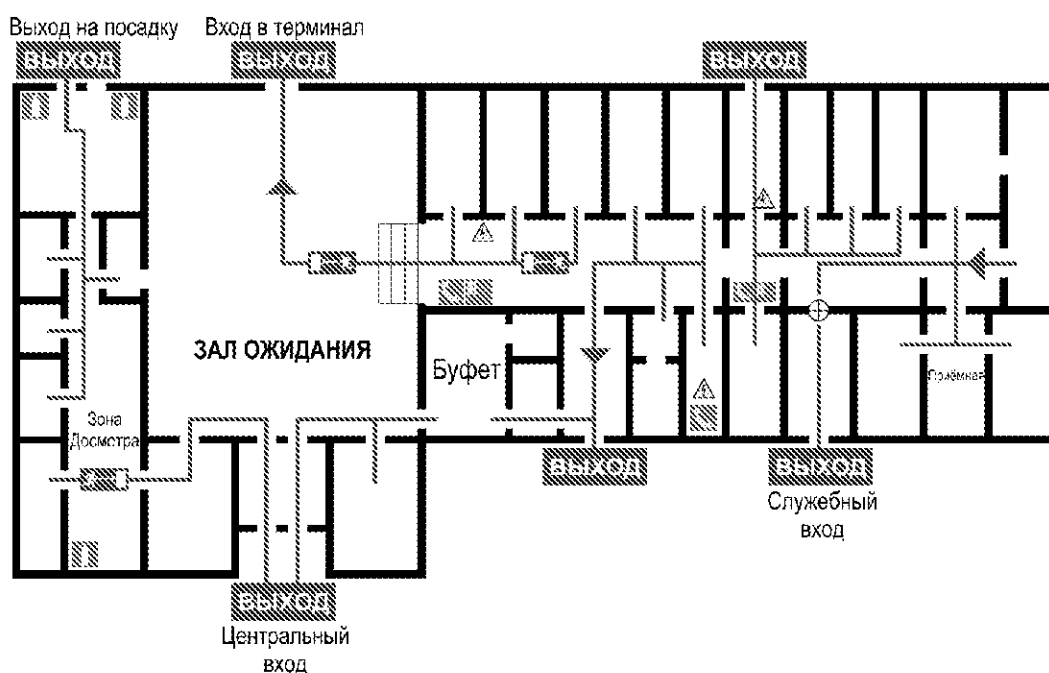 Выход на посадку
Вход в терминал
ВЫХОД
ВЫХОД
ВЫХОД
ЗАЛ ОЖИДАНИЯ
Буфет
Приёмная
Зона
Досмотра
ВЫХОД
ВЫХОД
Служебный
вход
ВЫХОД
Центральный
вход